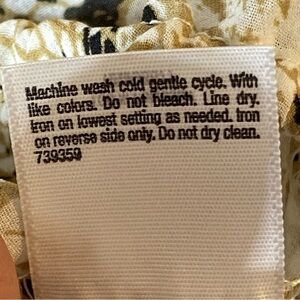 Machine wash cold gentle cycle. With
like colors. Do not bleach. Line dry.
Iron on lowest setting as needed. Iron
on reverse side only. Do not dry clean.
739359